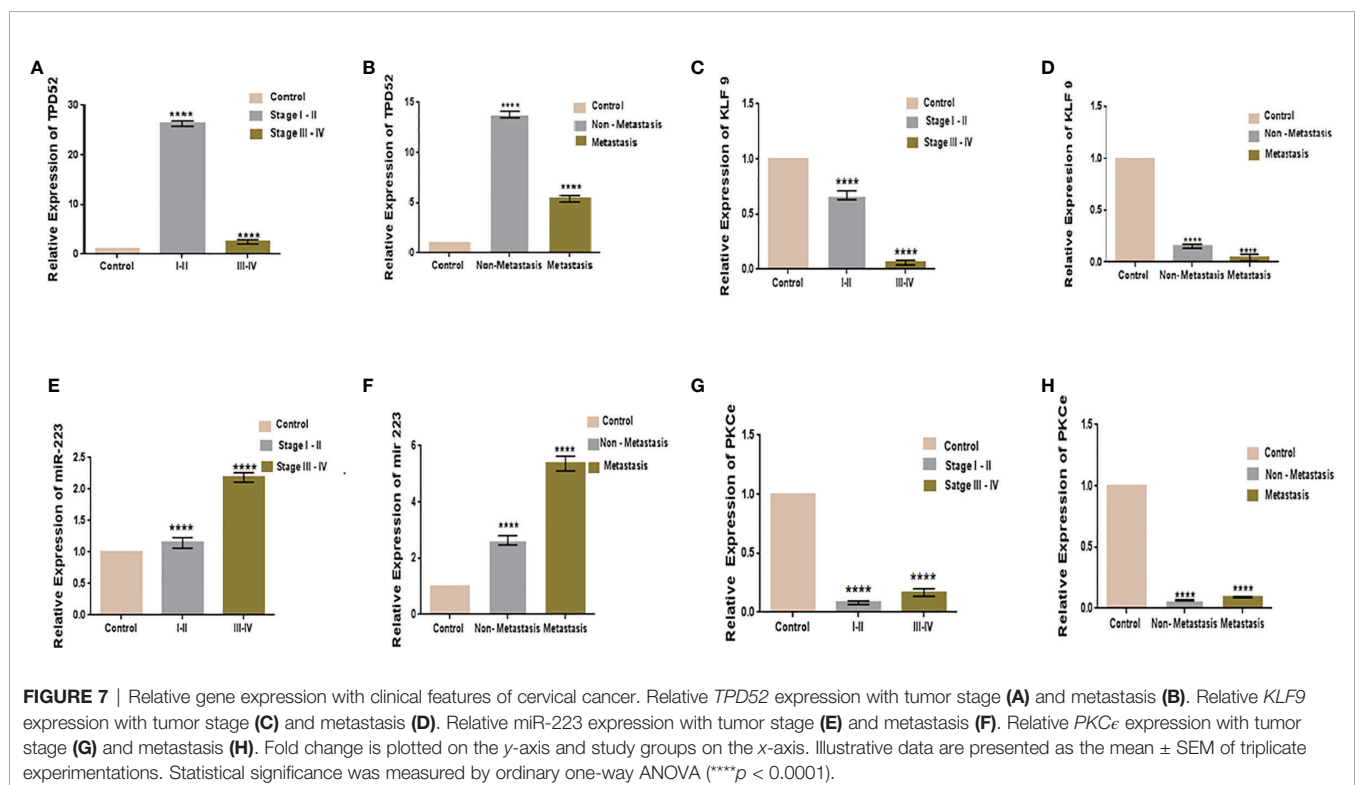 A
Relative Expression of TPD52
30
20
10
0
****
****
Control
I-II
III-IV
Control
Stage I - II
Stage III - IV
B
Relative Expression of TPD52
15
10
5
0
****
****
Control
Non-Metastasis
Metastasis
Control
Non - Metastasis
Metastasis
C
Relative Expression of KLF 9
1.5
1.0
0.5
0.0
****
****
Control
I-II
III-IV
Control
Stage I - II
Stage III - IV
D
Relative Expression of KL F 9
1.5
1.0
0.5
0.0
****
****
Control
Non-Metastasis
Metastasis
Control
Non - Metastasis
Metastasis
E
Relative Expression of miR-223
2.5
2.0
1.5
1.0
0.5
0.0
****
****
Control
I-II
III-IV
Control
Stage I - II
Stage III - IV
F
Relative Expression of mir 223
6
4
2
0
****
****
Control
Non-Metastasis
Metastasis
Control
Non - Metastasis
Metastasis
G
Relative Expression of PKCe
1.5
1.0
0.5
0.0
****
****
Control
I-II
III-IV
Control
Stage I - II
Satge III - IV
H
Relative Expression of PKCe
1.5
1.0
0.5
0.0
****
****
Control
Non-Metastasis
Metastasis
Control
Non - Metastasis
Metastasis
FIGURE 7 | Relative gene expression with clinical features of cervical cancer. Relative TPD52 expression with tumor stage (A) and metastasis (B). Relative KLF9
expression with tumor stage (C) and metastasis (D). Relative miR-223 expression with tumor stage (E) and metastasis (F). Relative PKCϵ expression with tumor
stage (G) and metastasis (H). Fold change is plotted on the y-axis and study groups on the x-axis. Illustrative data are presented as the mean ± SEM of triplicate
experimentations. Statistical significance was measured by ordinary one-way ANOVA (****p < 0.0001).